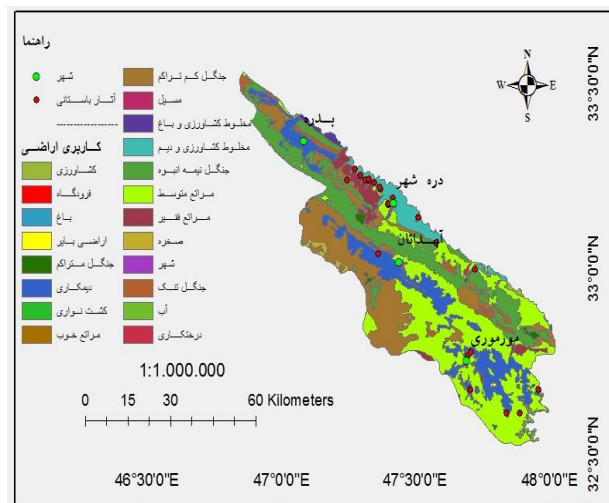 راهنما
شهر
آثار باستانی
کاربری اراضی
کشاورزی
فرودگاه
باغ
اراضی بایر
جنگل متراکم
دیمکاری
کشت نواری
مراتع خوب
جنگل کم تراکم
مسیل
مخلوط کشاورزی و باغ
مخلوط کشاورزی و دیم
جنگل نیمه انبوه
مراتع متوسط
مراتع فقیر
صخره
شهر
جنگل تنک
آب
درختکاری
1:1.000.000
0 15 30 60 Kilometers
بدره
دره شهر
آبدانان
مورموری
N
W E
S
33°30'0"N
33°0'0"N
32°30'0"N
46°30'0"E 47°0'0"E 47°30'0"E 48°0'0"E